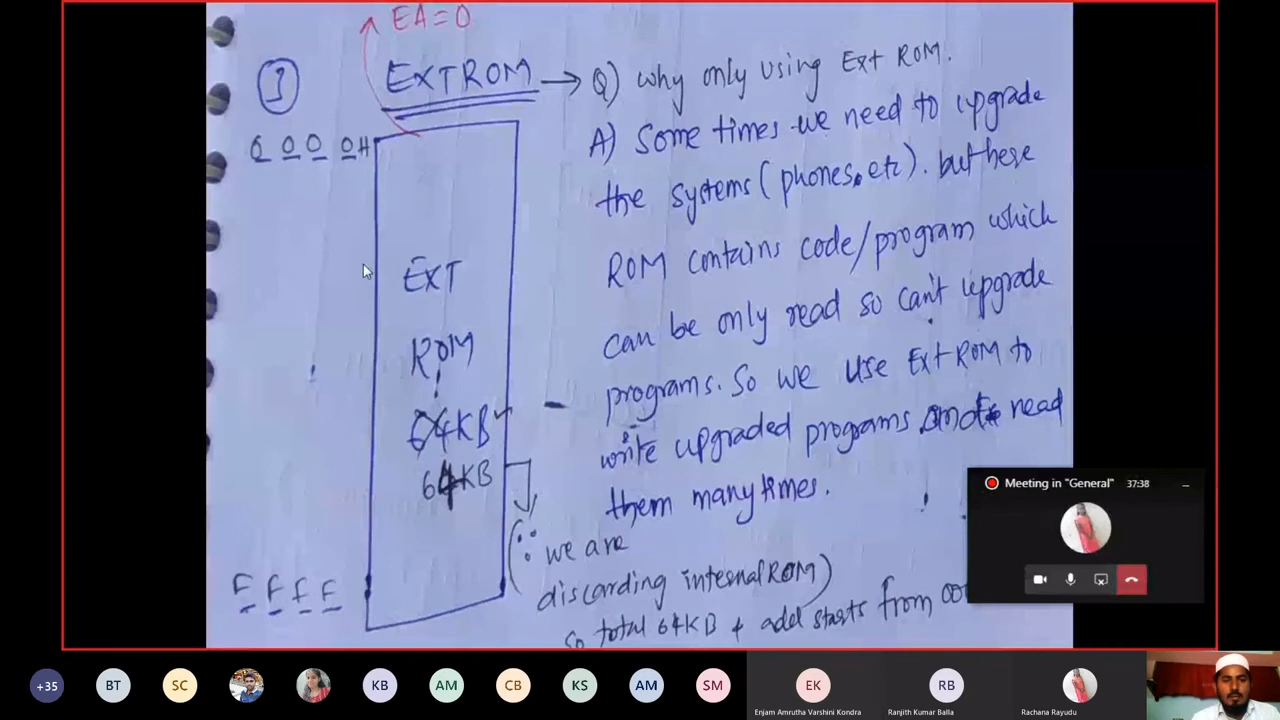 EA=0
3
EXTROM → Q) why only using Ext ROM.
0000H
A) Some times we need to upgrade
the systems (phones, etc). but here
ROM contains code/program which
EXT
can be only read so can't upgrade
ROM
programs. So we use Ext ROM to
64KB
write upgraded programs and read
64KB
them many times.
FFFF
(∵ we are
discarding internal ROM)
so total 64KB + add starts from
Meeting in "General" 37:38
+35
BT
SC
KB
AM
CB
KS
AM
SM
EK
RB
Enjam Amrutha Varshini Kondra
Ranjith Kumar Balla
Rachana Rayudu